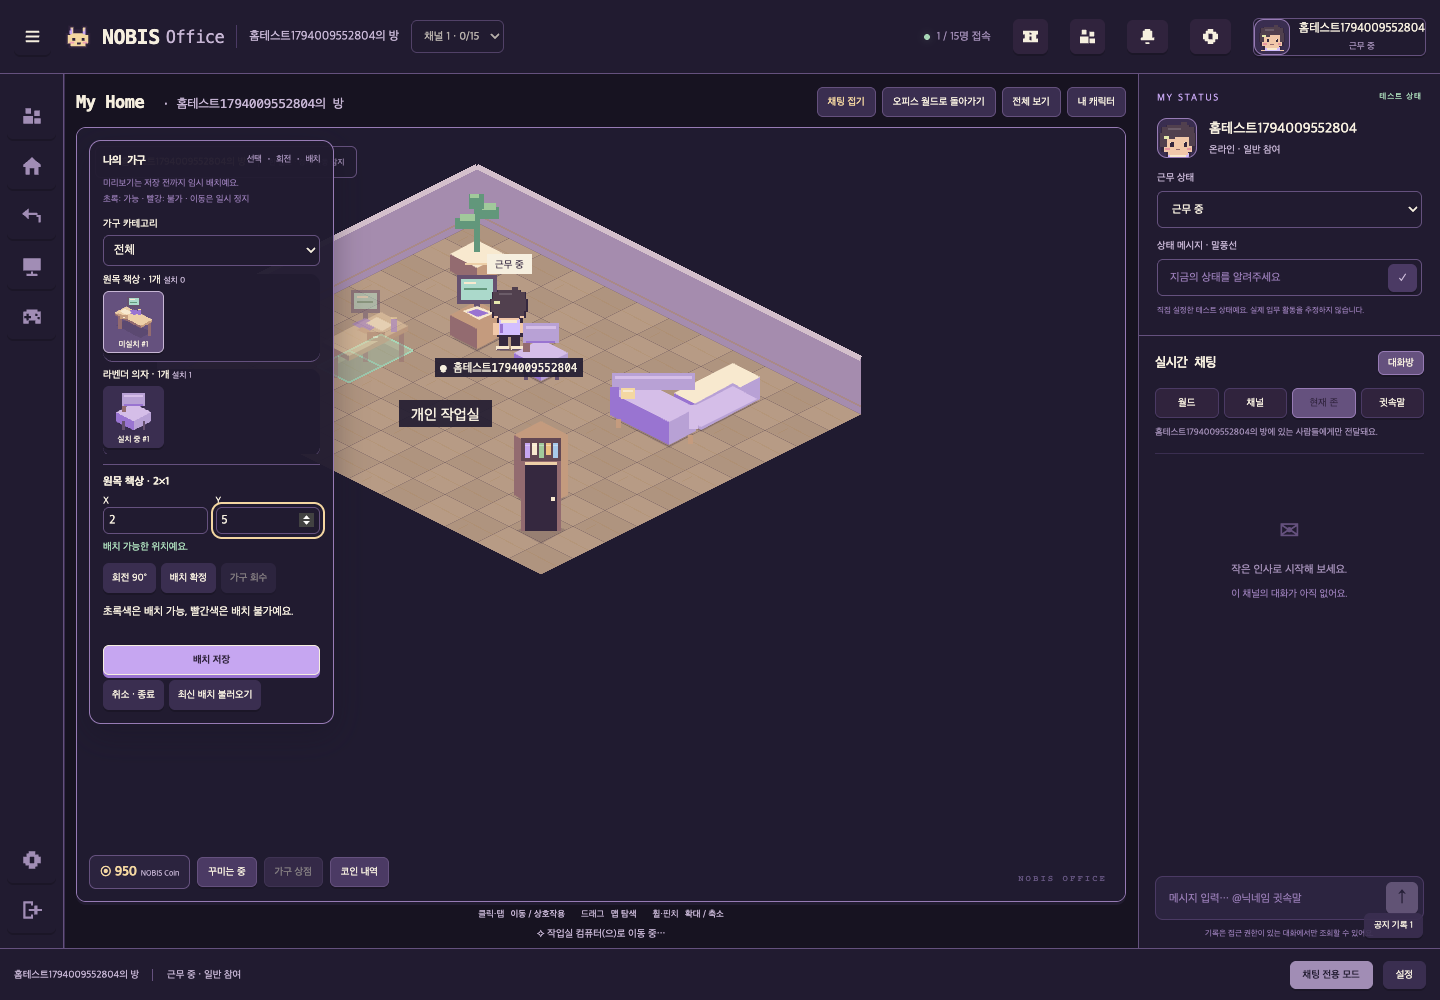 NOBIS Office
홈테스트1794009552804의 방
채널 1 · 0/15
1 / 15명 접속
홈테스트1794009552804
근무 중
My Home · 홈테스트1794009552804의 방
채팅 접기
오피스 월드로 돌아가기
전체 보기
내 캐릭터
나의 가구
선택 · 회전 · 배치
미리보기는 저장 전까지 임시 배치예요.
초록: 가능 · 빨강: 불가 · 이동은 일시 정지
가구 카테고리
전체
원목 책상 · 1개 설치 0
미설치 #1
라벤더 의자 · 1개 설치 1
설치 중 #1
원목 책상 · 2×1
X
Y
2
5
배치 가능한 위치예요.
회전 90°
배치 확정
가구 회수
초록색은 배치 가능, 빨간색은 배치 불가예요.
배치 저장
취소 · 종료
최신 배치 불러오기
근무 중
홈테스트1794009552804
개인 작업실
950 NOBIS Coin
꾸미는 중
가구 상점
코인 내역
NOBIS OFFICE
클릭·탭 이동 / 상호작용 드래그 맵 탐색 휠·핀치 확대 / 축소
✧ 작업실 컴퓨터(으)로 이동 중…
MY STATUS
테스트 상태
홈테스트1794009552804
온라인 · 일반 참여
근무 상태
근무 중
상태 메시지 · 말풍선
지금의 상태를 알려주세요
✓
직접 설정한 테스트 상태예요. 실제 업무 활동을 추정하지 않습니다.
실시간 채팅
대화방
월드
채널
현재 존
귓속말
홈테스트1794009552804의 방에 있는 사람들에게만 전달돼요.
작은 인사로 시작해 보세요.
이 채널의 대화가 아직 없어요.
메시지 입력… @닉네임 귓속말
↑
기록은 접근 권한이 있는 대화에서만 조회할 수 있어
공지 기록 1
홈테스트1794009552804의 방
근무 중 · 일반 참여
채팅 전용 모드
설정